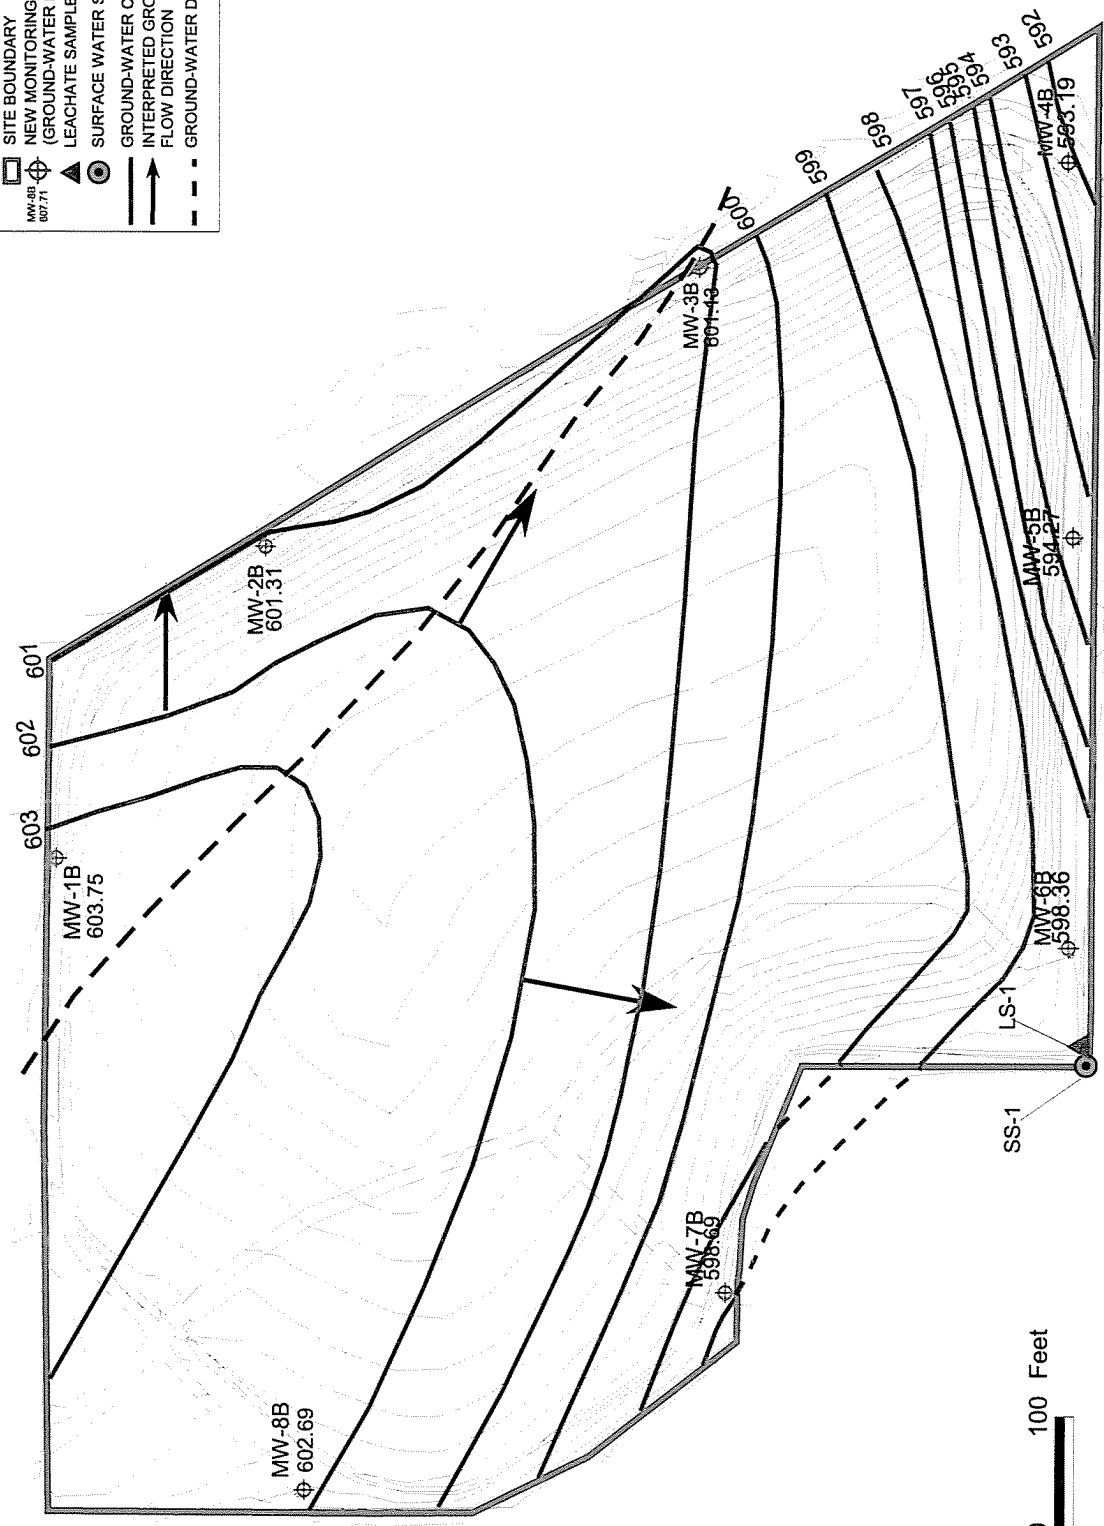 SITE BOUNDARY
MW-8B
607.71
NEW MONITORING
(GROUND-WATER
LEACHATE SAMPLE
SURFACE WATER S
GROUND-WATER
INTERPRETED
FLOW DIRECTION
GROUND-WATER D
603
602
601
600
599
598
597
596
595
594
593
592
MW-1B
603.75
MW-2B
601.31
MW-3B
601.43
MW-4B
593.19
MW-5B
594.27
MW-6B
598.36
MW-7B
598.69
MW-8B
602.69
LS-1
SS-1
100 Feet